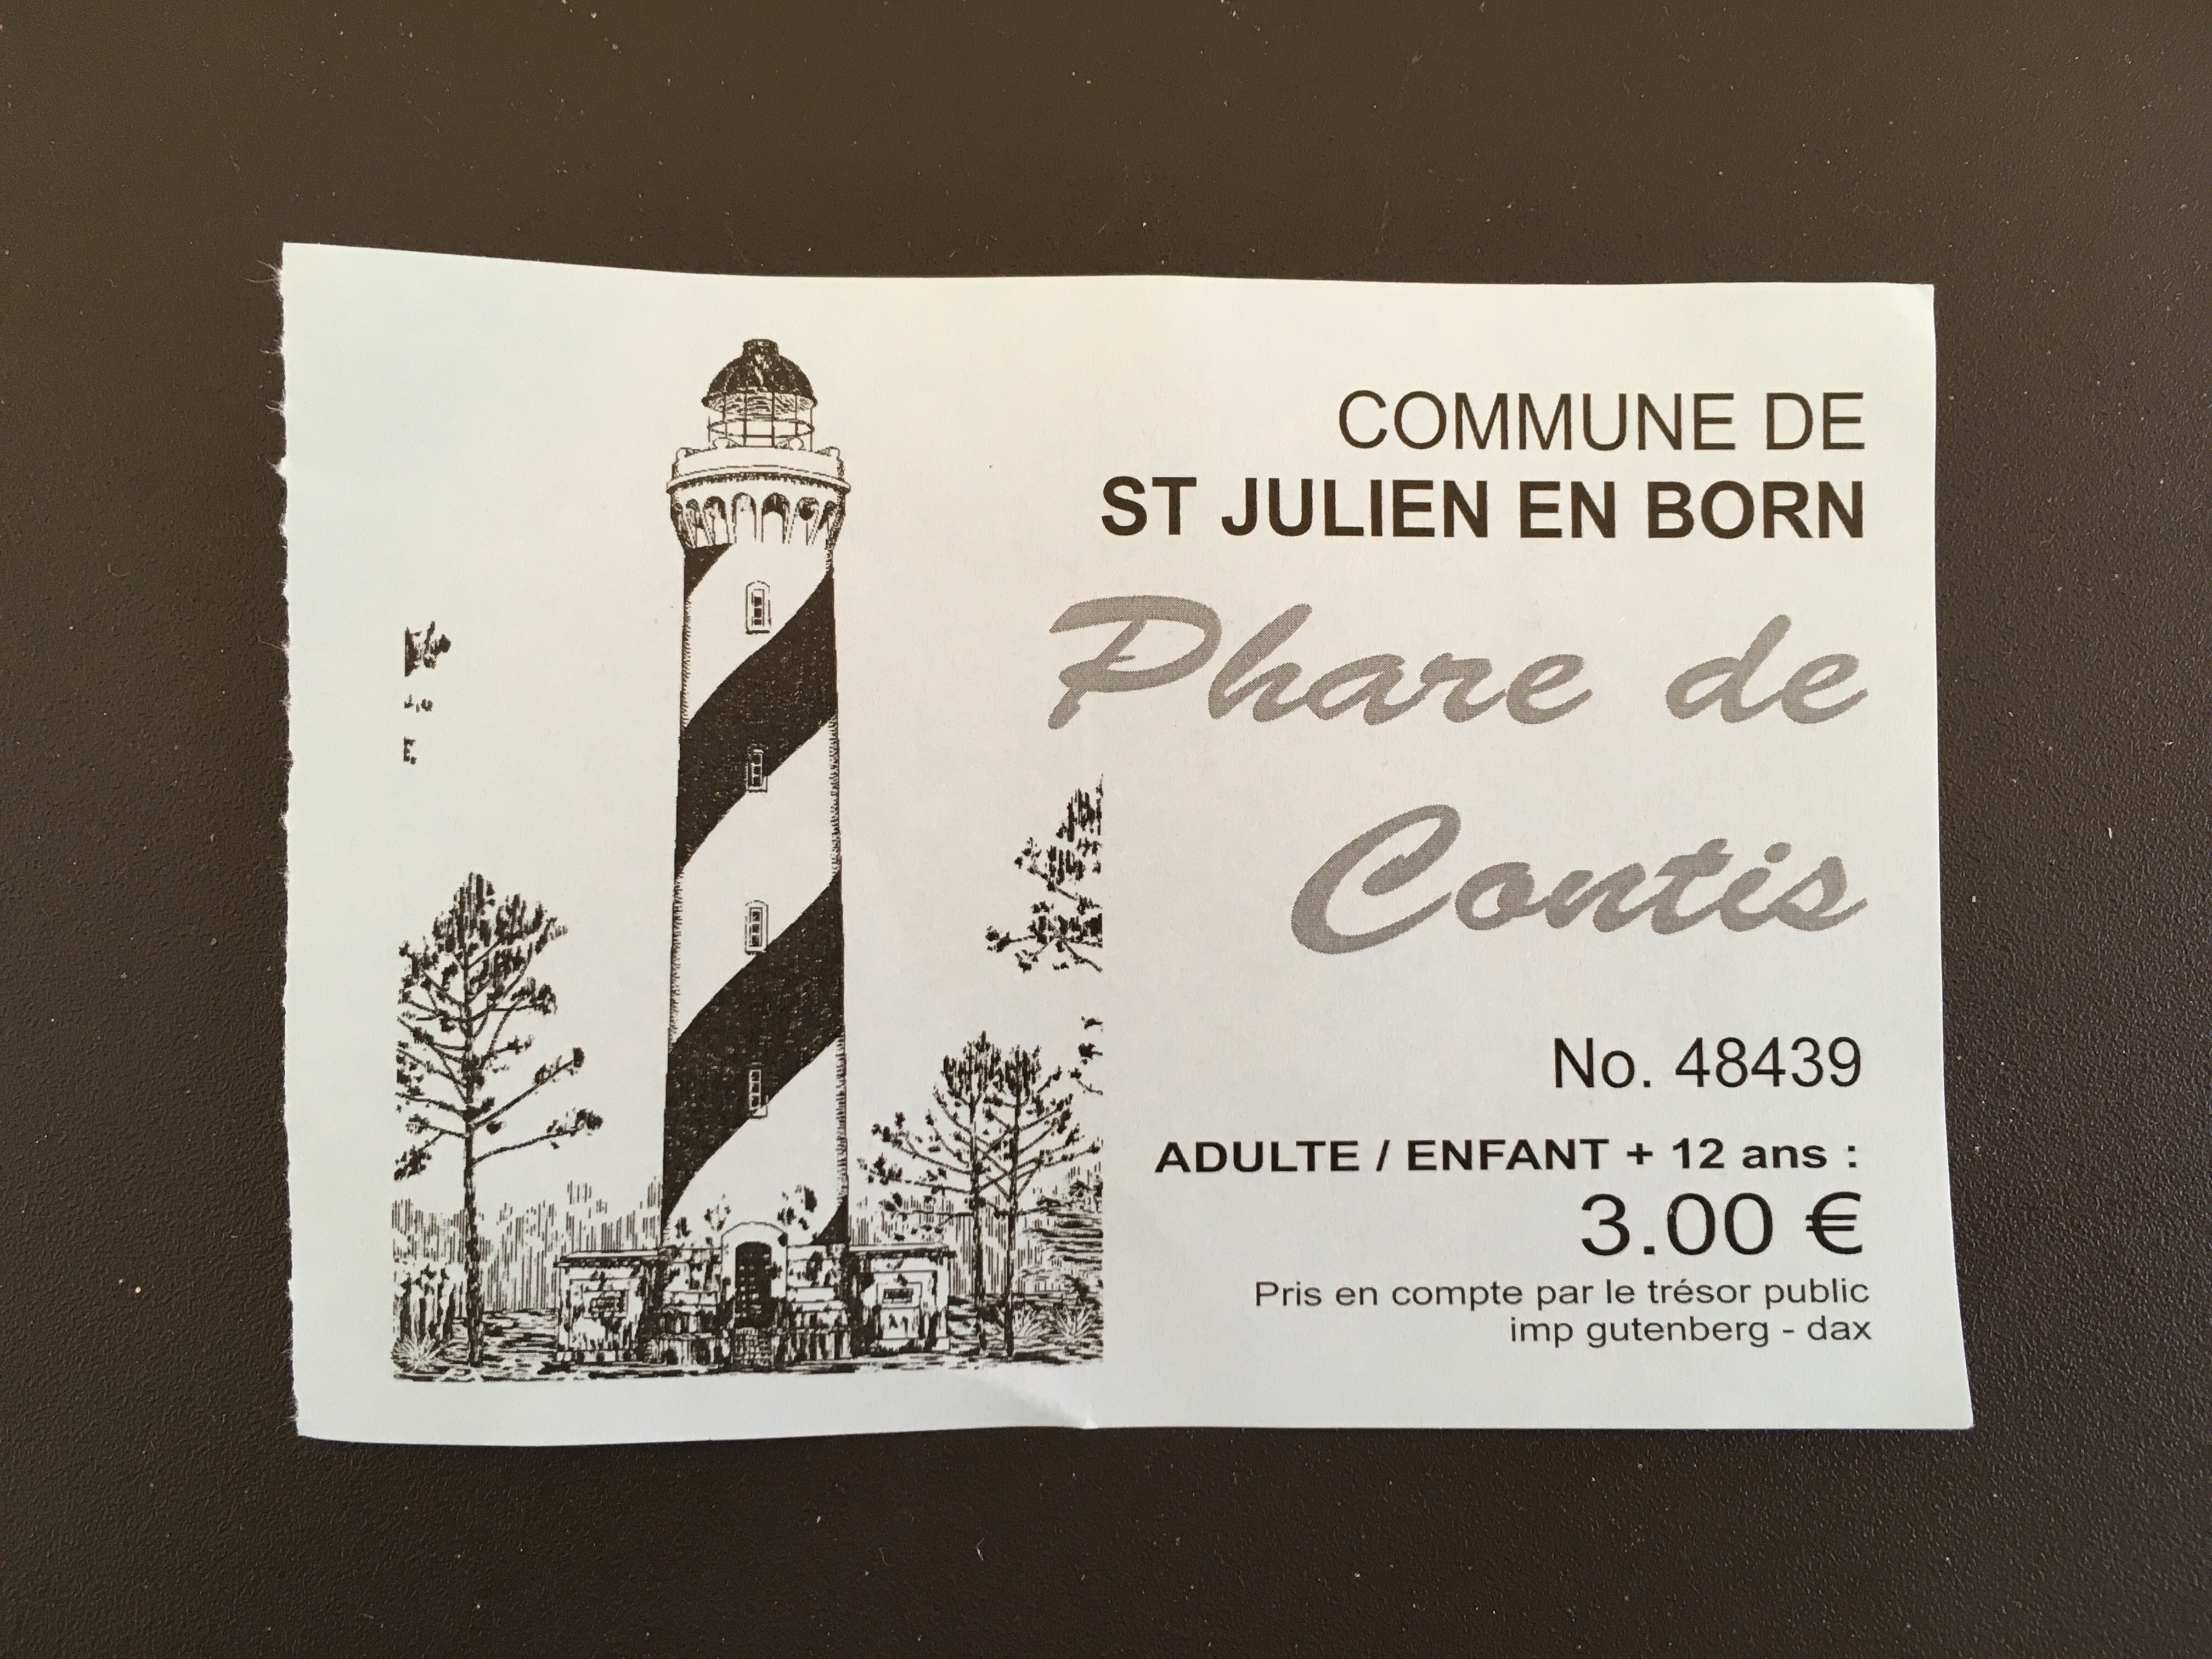 COMMUNE DE
ST JULIEN EN BORN
Phare de
Contis
No. 48439
ADULTE / ENFANT + 12 ans :
3.00 €
Pris en compte par le trésor public
imp gutenberg - dax